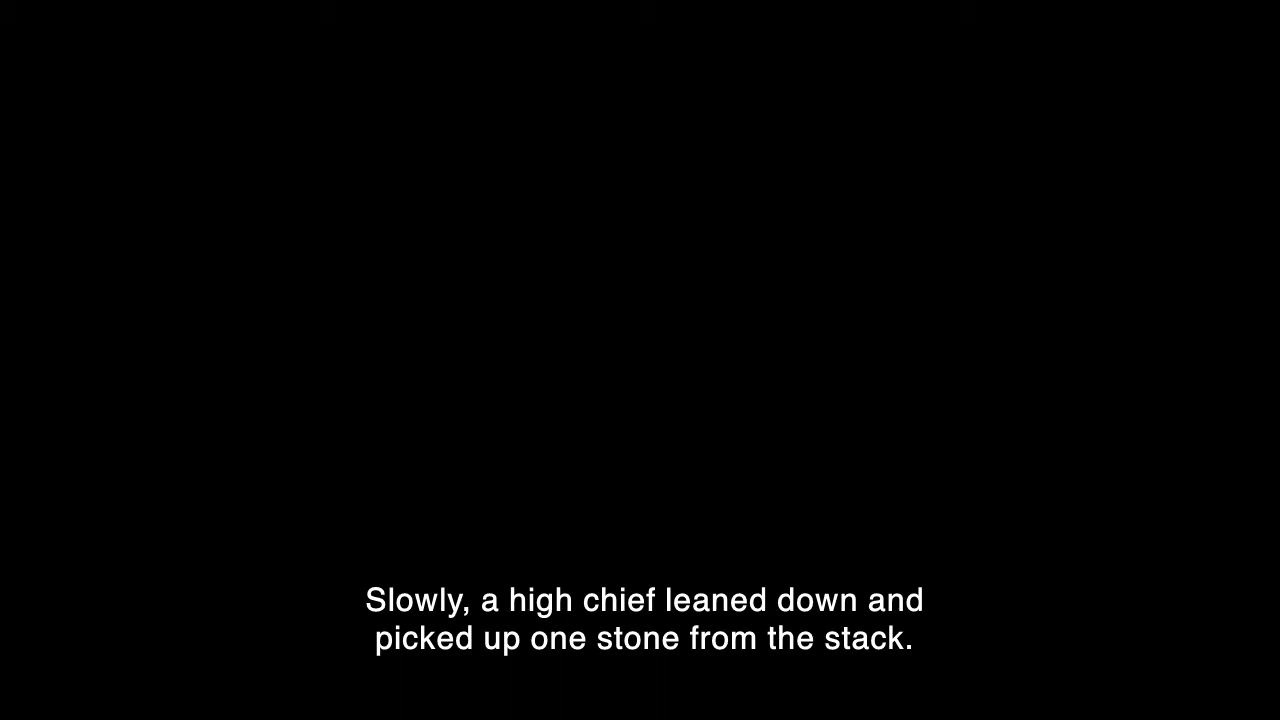 Slowly, a high chief leaned down and
picked up one stone from the stack.